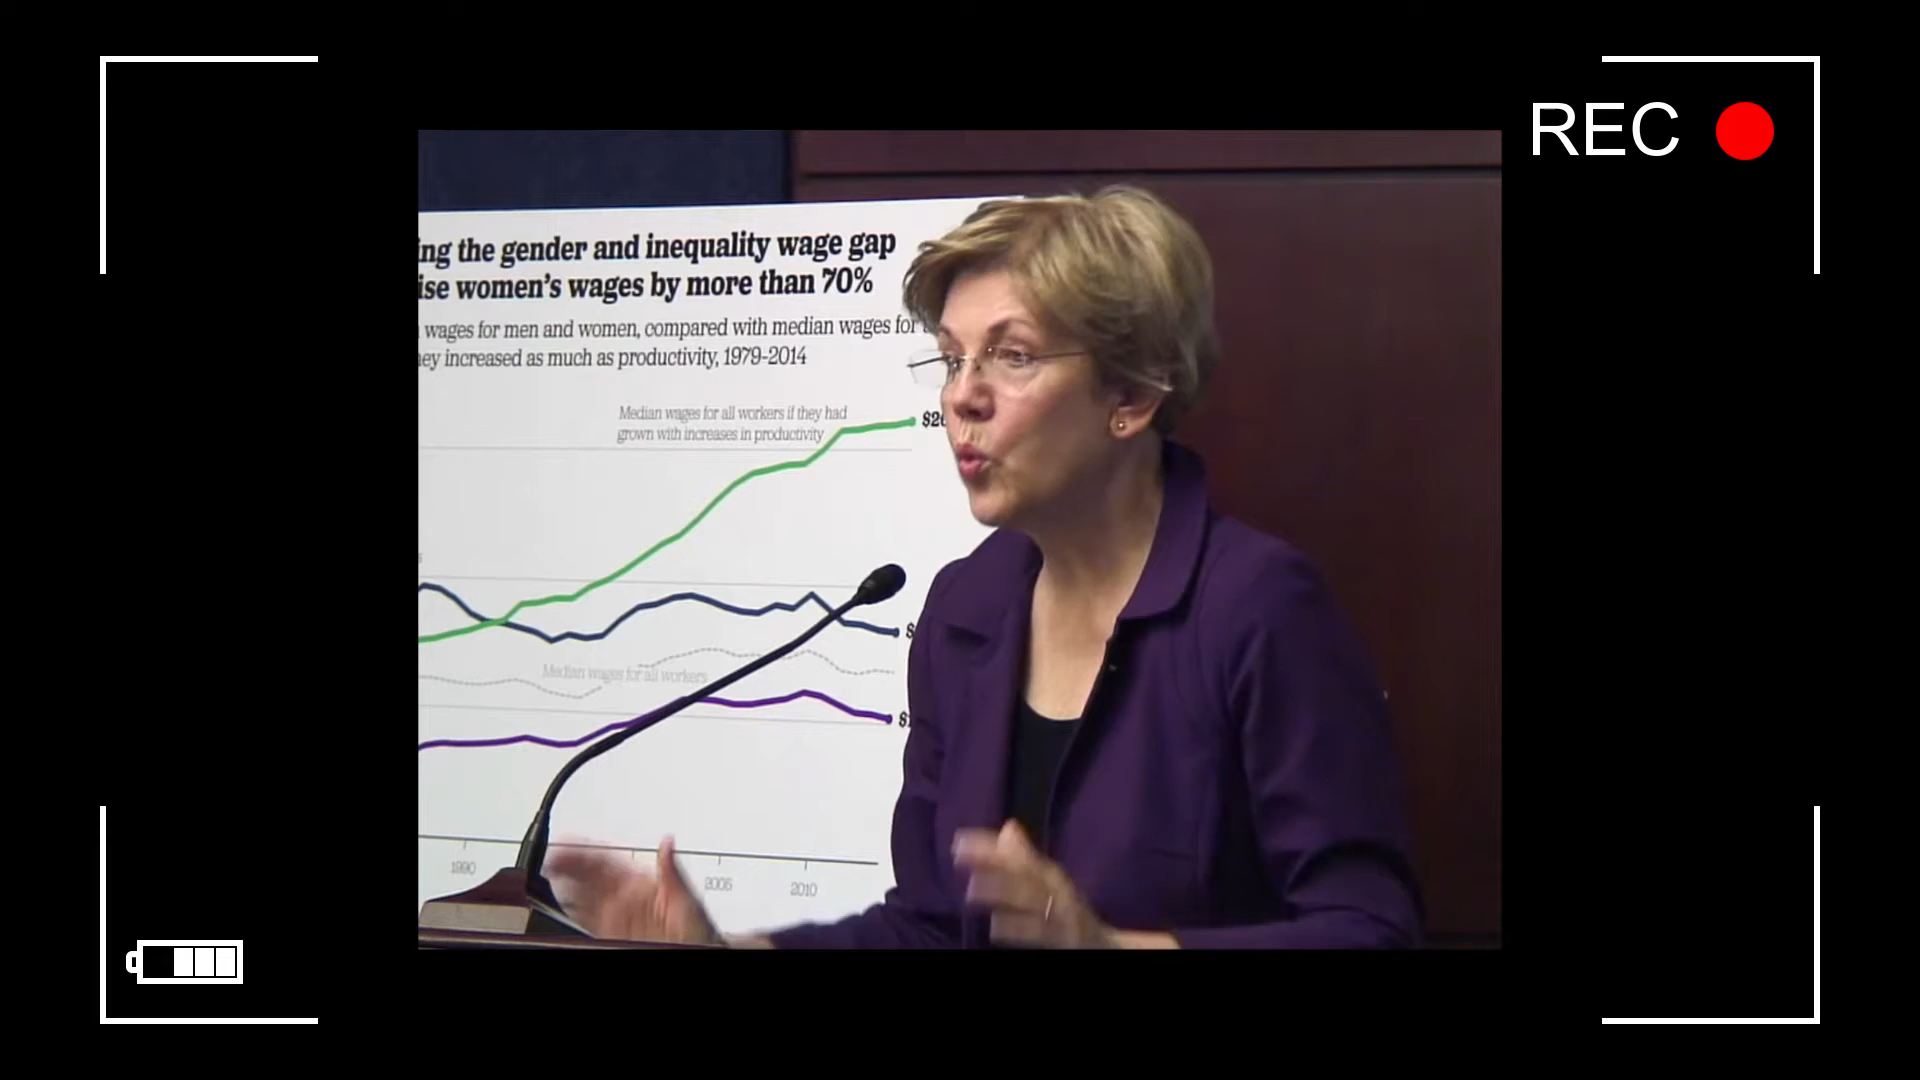 REC
ing the gender and inequality wage gap
ise women's wages by more than 70%
wages for men and women, compared with median wages for
ey increased as much as productivity, 1979-2014
Median wages for all workers if they had
grown with increases in productivity
$20
$
Median wages for all workers
$1
1990
2005
2010